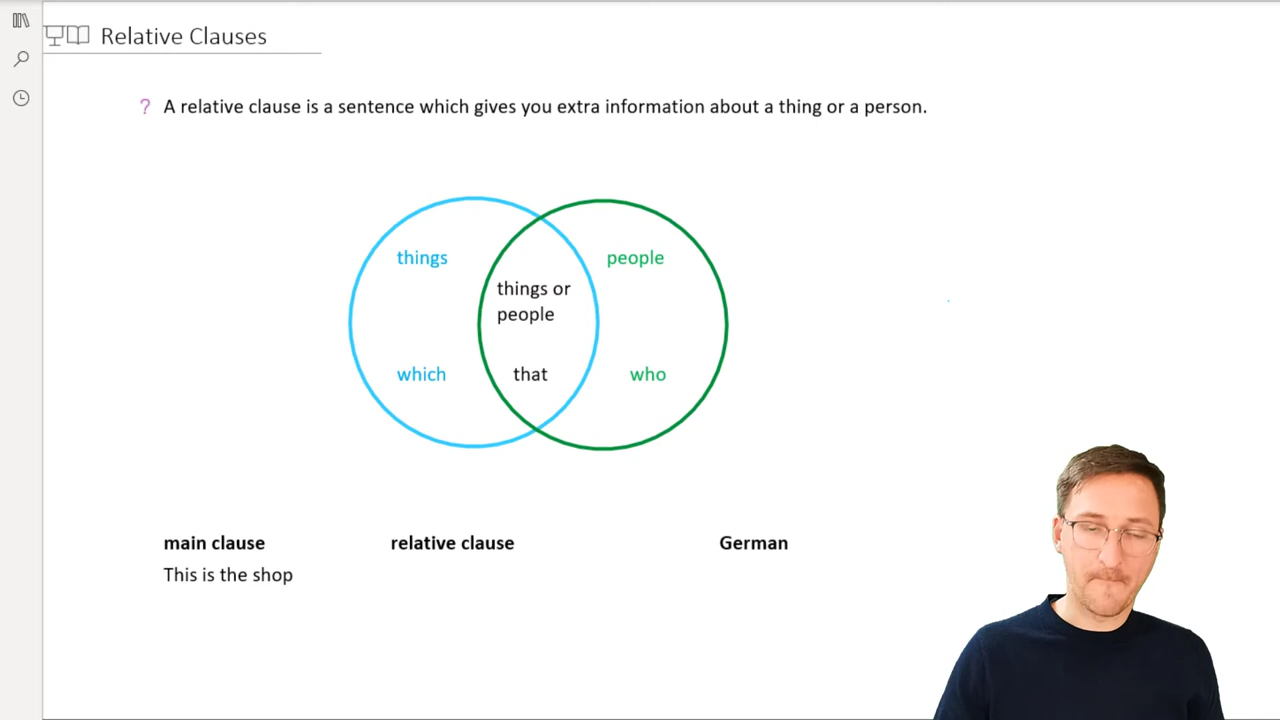 Relative Clauses
? A relative clause is a sentence which gives you extra information about a thing or a person.
things people
things or
people
which that who
main clause relative clause German
This is the shop